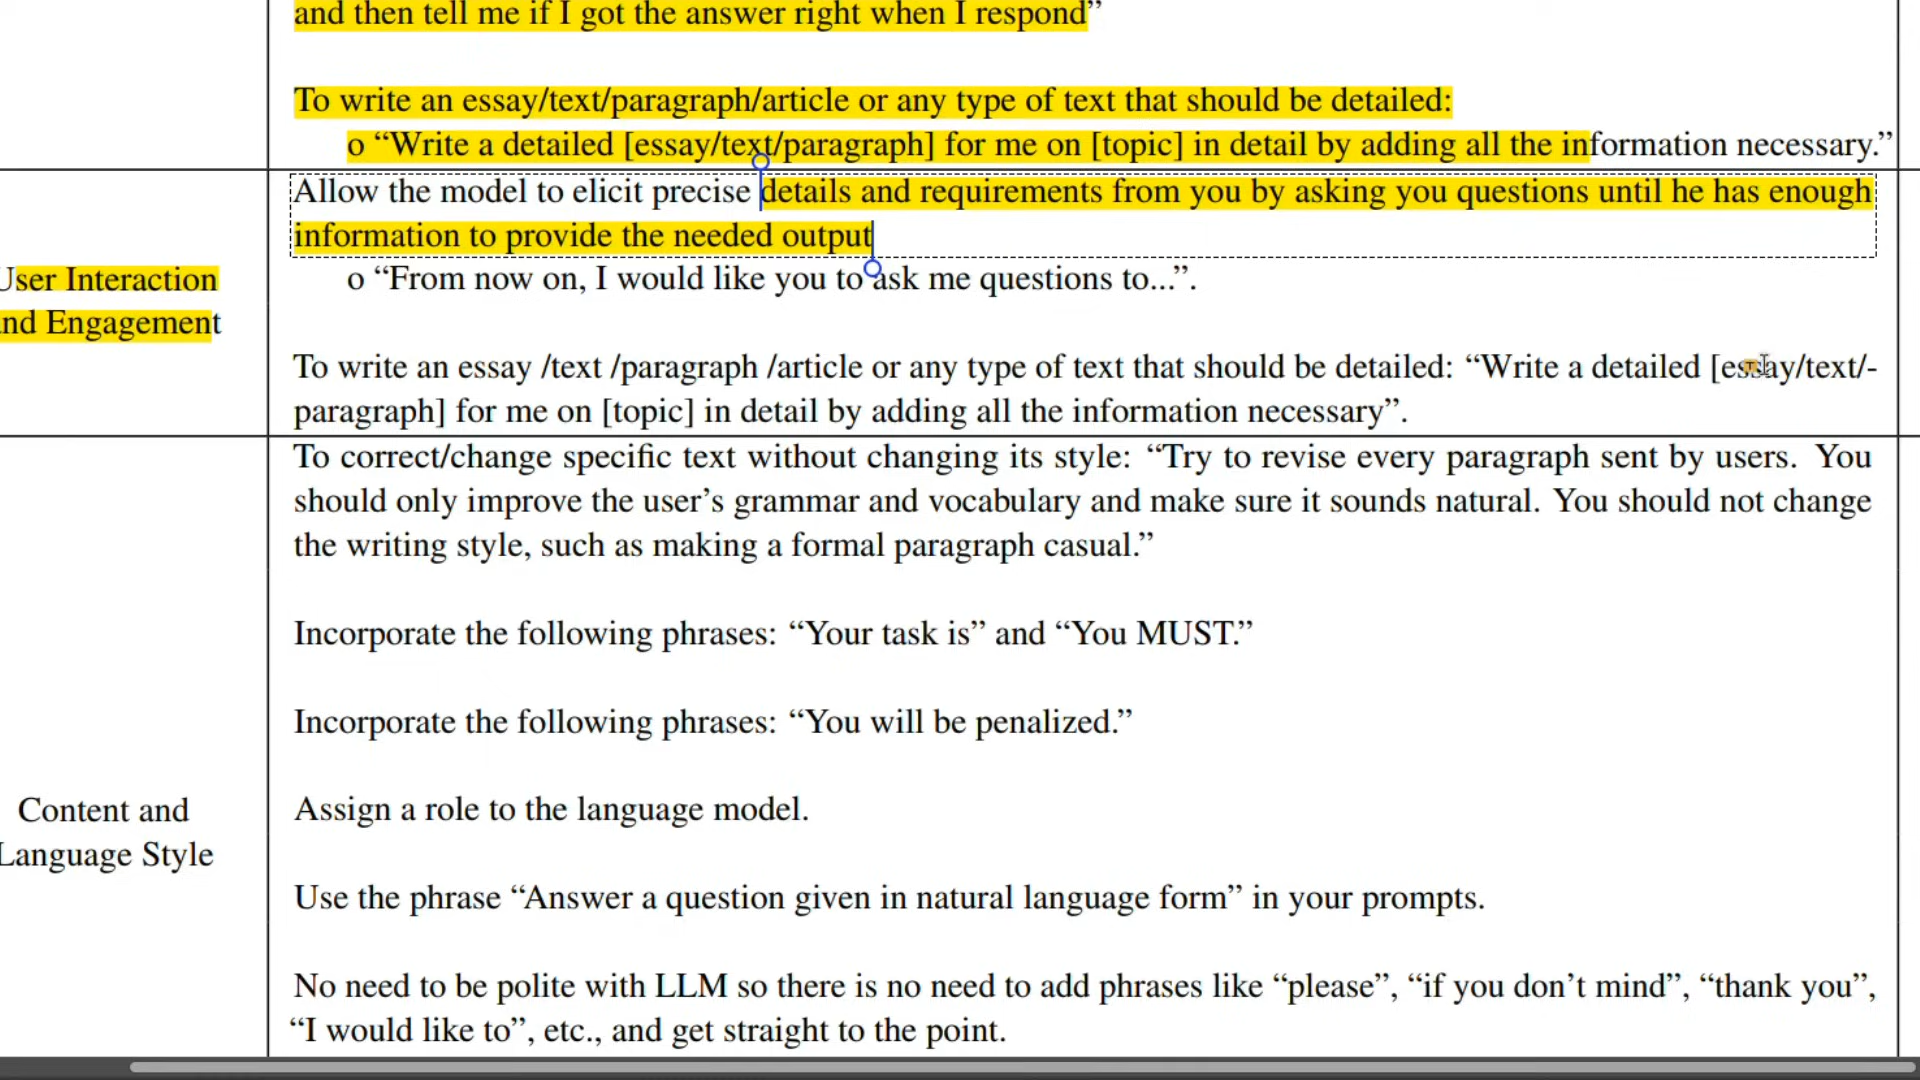 and then tell me if I got the answer right when I respond”
To write an essay/text/paragraph/article or any type of text that should be detailed:
o “Write a detailed [essay/text/paragraph] for me on [topic] in detail by adding all the information necessary.”
User Interaction
and Engagement
Allow the model to elicit precise details and requirements from you by asking you questions until he has enough
information to provide the needed output
o “From now on, I would like you to ask me questions to...”.
To write an essay /text /paragraph /article or any type of text that should be detailed: “Write a detailed [essay/text/-
paragraph] for me on [topic] in detail by adding all the information necessary”.
Content and
Language Style
To correct/change specific text without changing its style: “Try to revise every paragraph sent by users. You
should only improve the user’s grammar and vocabulary and make sure it sounds natural. You should not change
the writing style, such as making a formal paragraph casual.”
Incorporate the following phrases: “Your task is” and “You MUST.”
Incorporate the following phrases: “You will be penalized.”
Assign a role to the language model.
Use the phrase “Answer a question given in natural language form” in your prompts.
No need to be polite with LLM so there is no need to add phrases like “please”, “if you don’t mind”, “thank you”,
“I would like to”, etc., and get straight to the point.